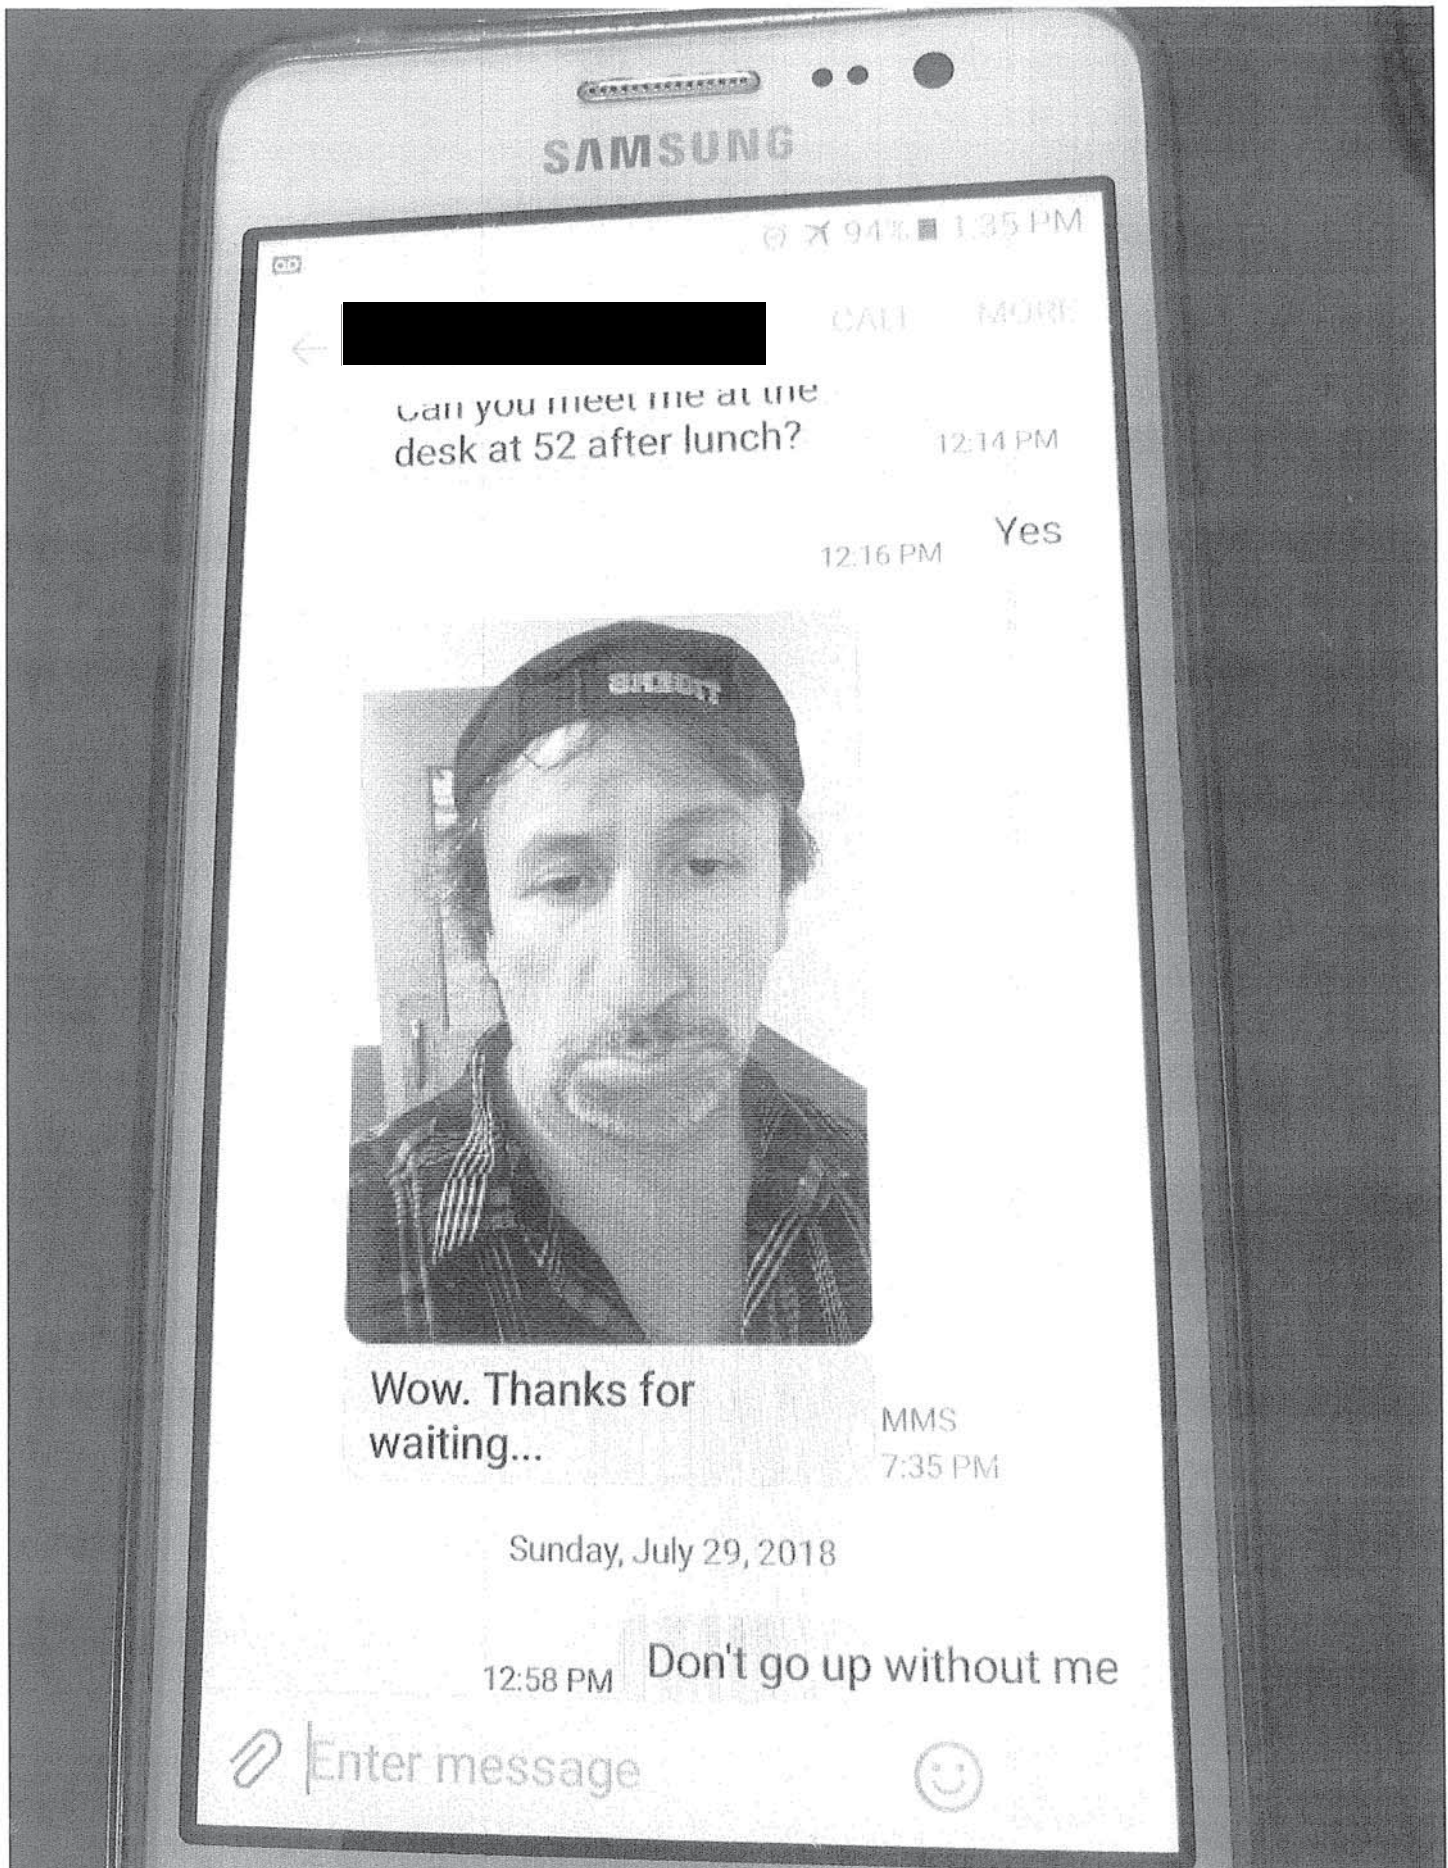 SAMSUNG
94% 1:35 PM
CALL MORE
Can you meet me at the
desk at 52 after lunch?
12:14 PM
Yes
12:16 PM
Wow. Thanks for
waiting...
MMS
7:35 PM
Sunday, July 29, 2018
Don't go up without me
12:58 PM
Enter message